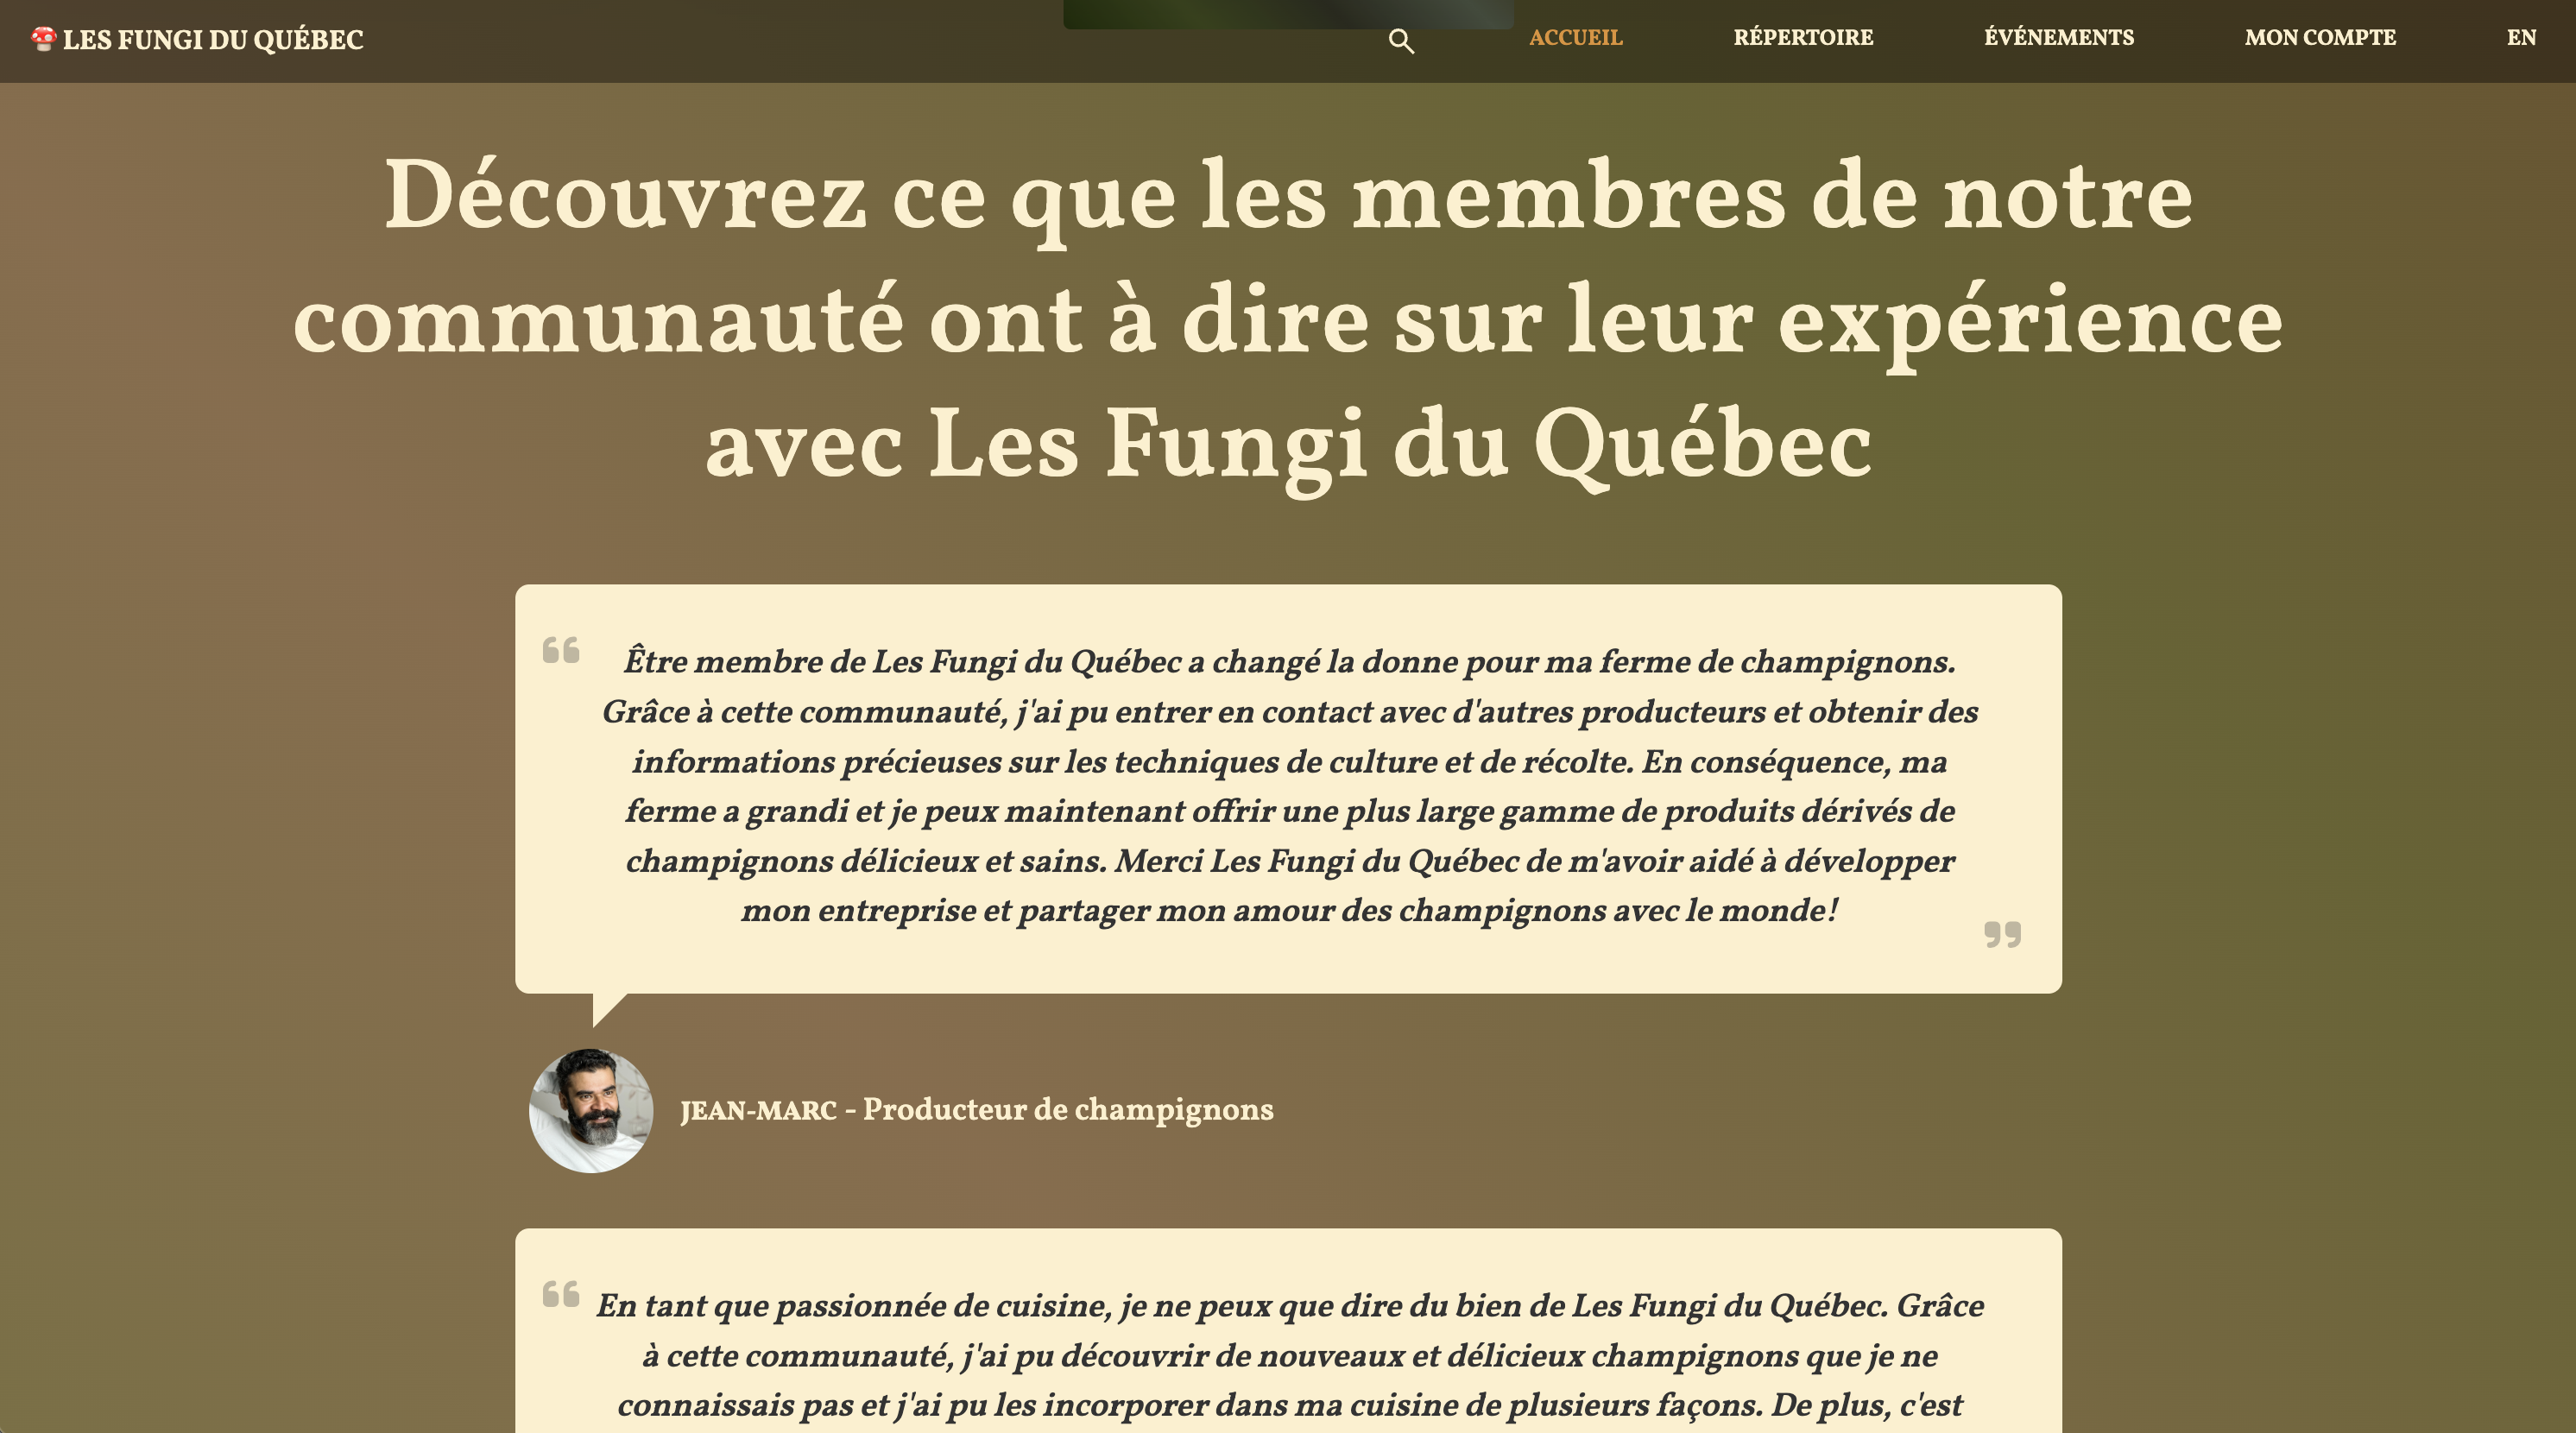 LES FUNGI DU QUÉBEC
ACCUEIL
RÉPERTOIRE
ÉVÉNEMENTS
MON COMPTE
EN
Découvrez ce que les membres de notre
communauté ont à dire sur leur expérience
avec Les Fungi du Québec
Être membre de Les Fungi du Québec a changé la donne pour ma ferme de champignons.
Grâce à cette communauté, j'ai pu entrer en contact avec d'autres producteurs et obtenir des
informations précieuses sur les techniques de culture et de récolte. En conséquence, ma
ferme a grandi et je peux maintenant offrir une plus large gamme de produits dérivés de
champignons délicieux et sains. Merci Les Fungi du Québec de m'avoir aidé à développer
mon entreprise et partager mon amour des champignons avec le monde!
JEAN-MARC - Producteur de champignons
En tant que passionnée de cuisine, je ne peux que dire du bien de Les Fungi du Québec. Grâce
à cette communauté, j'ai pu découvrir de nouveaux et délicieux champignons que je ne
connaissais pas et j'ai pu les incorporer dans ma cuisine de plusieurs façons. De plus, c'est